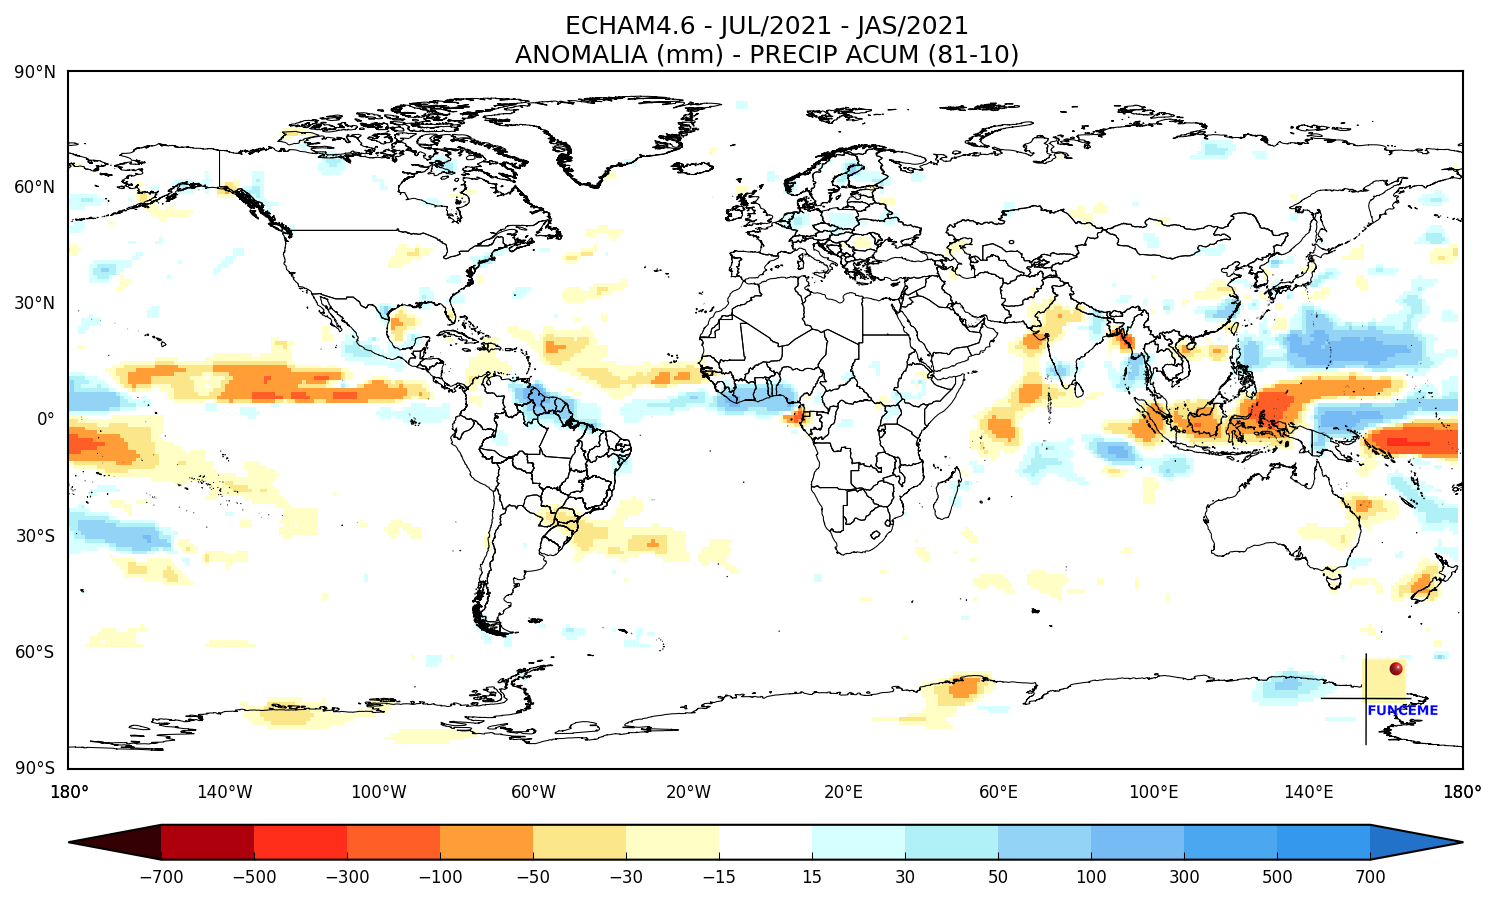 ECHAM4.6 - JUL/2021 - JAS/2021
ANOMALIA (mm) - PRECIP ACUM (81-10)
90°N
60°N
30°N
0°
30°S
60°S
90°S
FUNCEME
180° 140°W 100°W 60°W 20°W 20°E 60°E 100°E 140°E 180°
−700 −500 −300 −100 −50 −30 −15 15 30 50 100 300 500 700